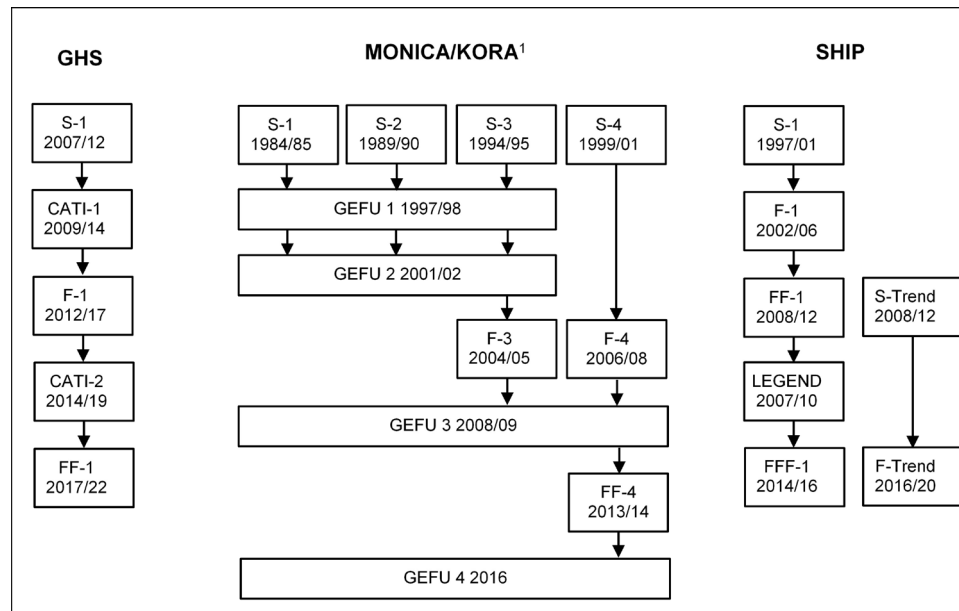 GHS
MONICA/KORA¹
SHIP
S-1
2007/12
CATI-1
2009/14
F-1
2012/17
CATI-2
2014/19
FF-1
2017/22
S-1
1984/85
S-2
1989/90
S-3
1994/95
S-4
1999/01
GEFU 1 1997/98
GEFU 2 2001/02
F-3
2004/05
F-4
2006/08
GEFU 3 2008/09
FF-4
2013/14
GEFU 4 2016
S-1
1997/01
F-1
2002/06
FF-1
2008/12
LEGEND
2007/10
FFF-1
2014/16
S-Trend
2008/12
F-Trend
2016/20